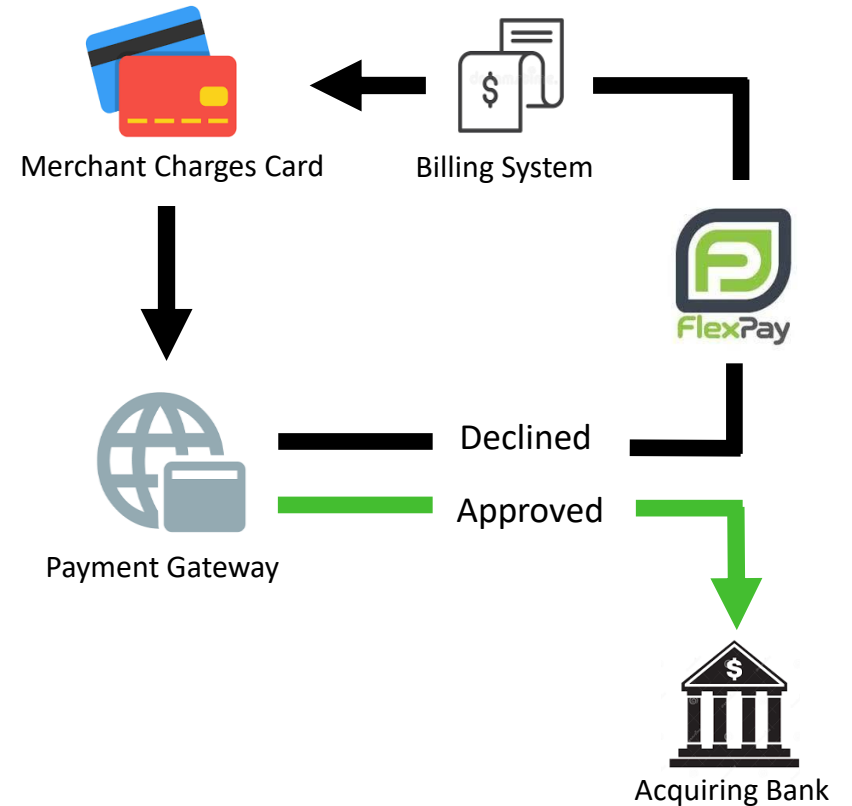 Merchant Charges Card
Billing System
$
FlexPay
Declined
Approved
Payment Gateway
$
Acquiring Bank